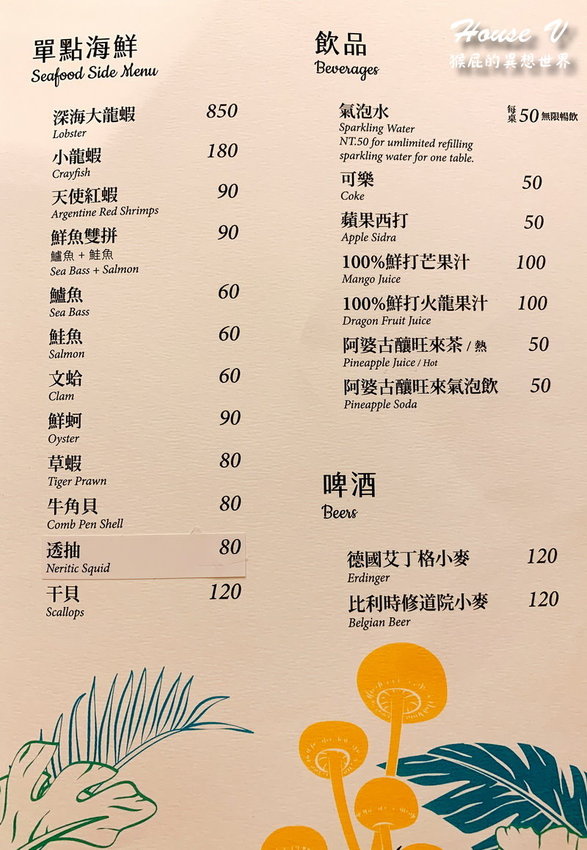 House V
猴屁的異想世界
單點海鮮
Seafood Side Menu
深海大龍蝦 850
Lobster
小龍蝦 180
Crayfish
天使紅蝦 90
Argentine Red Shrimps
鮮魚雙拼 90
鱸魚 + 鮭魚
Sea Bass + Salmon
鱸魚 60
Sea Bass
鮭魚 60
Salmon
文蛤 60
Clam
鮮蚵 90
Oyster
草蝦 80
Tiger Prawn
牛角貝 80
Comb Pen Shell
透抽 80
Neritic Squid
干貝 120
Scallops
飲品
Beverages
氣泡水 每桌 50 無限暢飲
Sparkling Water
NT.50 for umlimited refilling
sparkling water for one table.
可樂 50
Coke
蘋果西打 50
Apple Sidra
100%鮮打芒果汁 100
Mango Juice
100%鮮打火龍果汁 100
Dragon Fruit Juice
阿婆古釀旺來茶 / 熱 50
Pineapple Juice / Hot
阿婆古釀旺來氣泡飲 50
Pineapple Soda
啤酒
Beers
德國艾丁格小麥 120
Erdinger
比利時修道院小麥 120
Belgian Beer